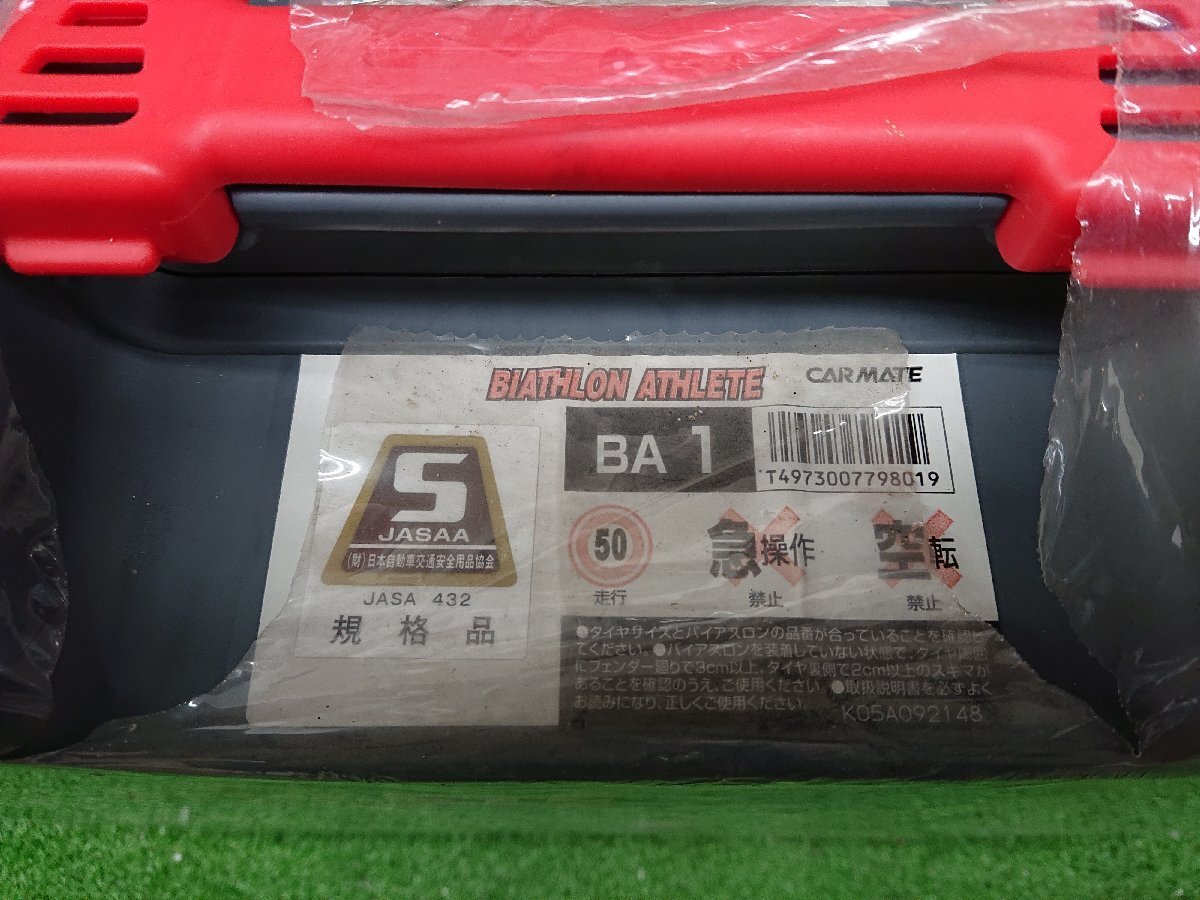 BIATHLON ATHLETE
CARMATE
BA 1
T4973007798019
S
JASAA
(財)日本自動車交通安全用品協会
JASA 432
規格品
50
走行
急操作
禁止
空転
禁止
●タイヤサイズとバイアスロンの品番が合っていることを確認し
てください。●バイアスロンを装着していない状態で、タイヤ周辺
にフェンダー廻りで3cm以上、タイヤ裏側で2cm以上のスキマが
あることを確認のうえ、ご使用ください。●取扱説明書を必ずよく
お読みになり、正しくご使用ください。
K05A092148